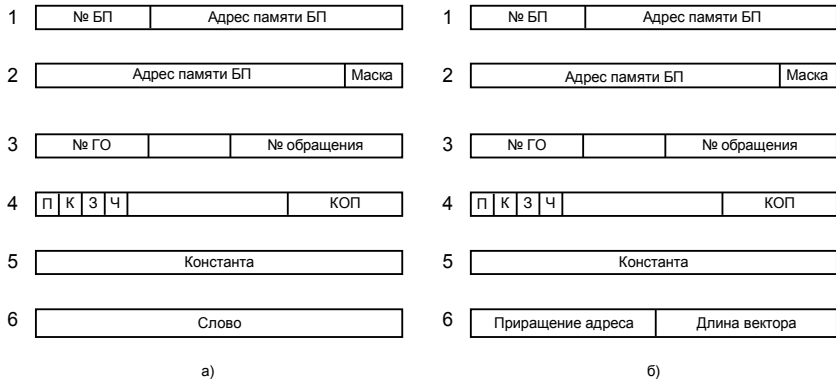 1 № БП Адрес памяти БП
2 Адрес памяти БП Маска
3 № ГО № обращения
4 П К З Ч КОП
5 Константа
6 Слово
а)
1 № БП Адрес памяти БП
2 Адрес памяти БП Маска
3 № ГО № обращения
4 П К З Ч КОП
5 Константа
6 Приращение адреса Длина вектора
б)